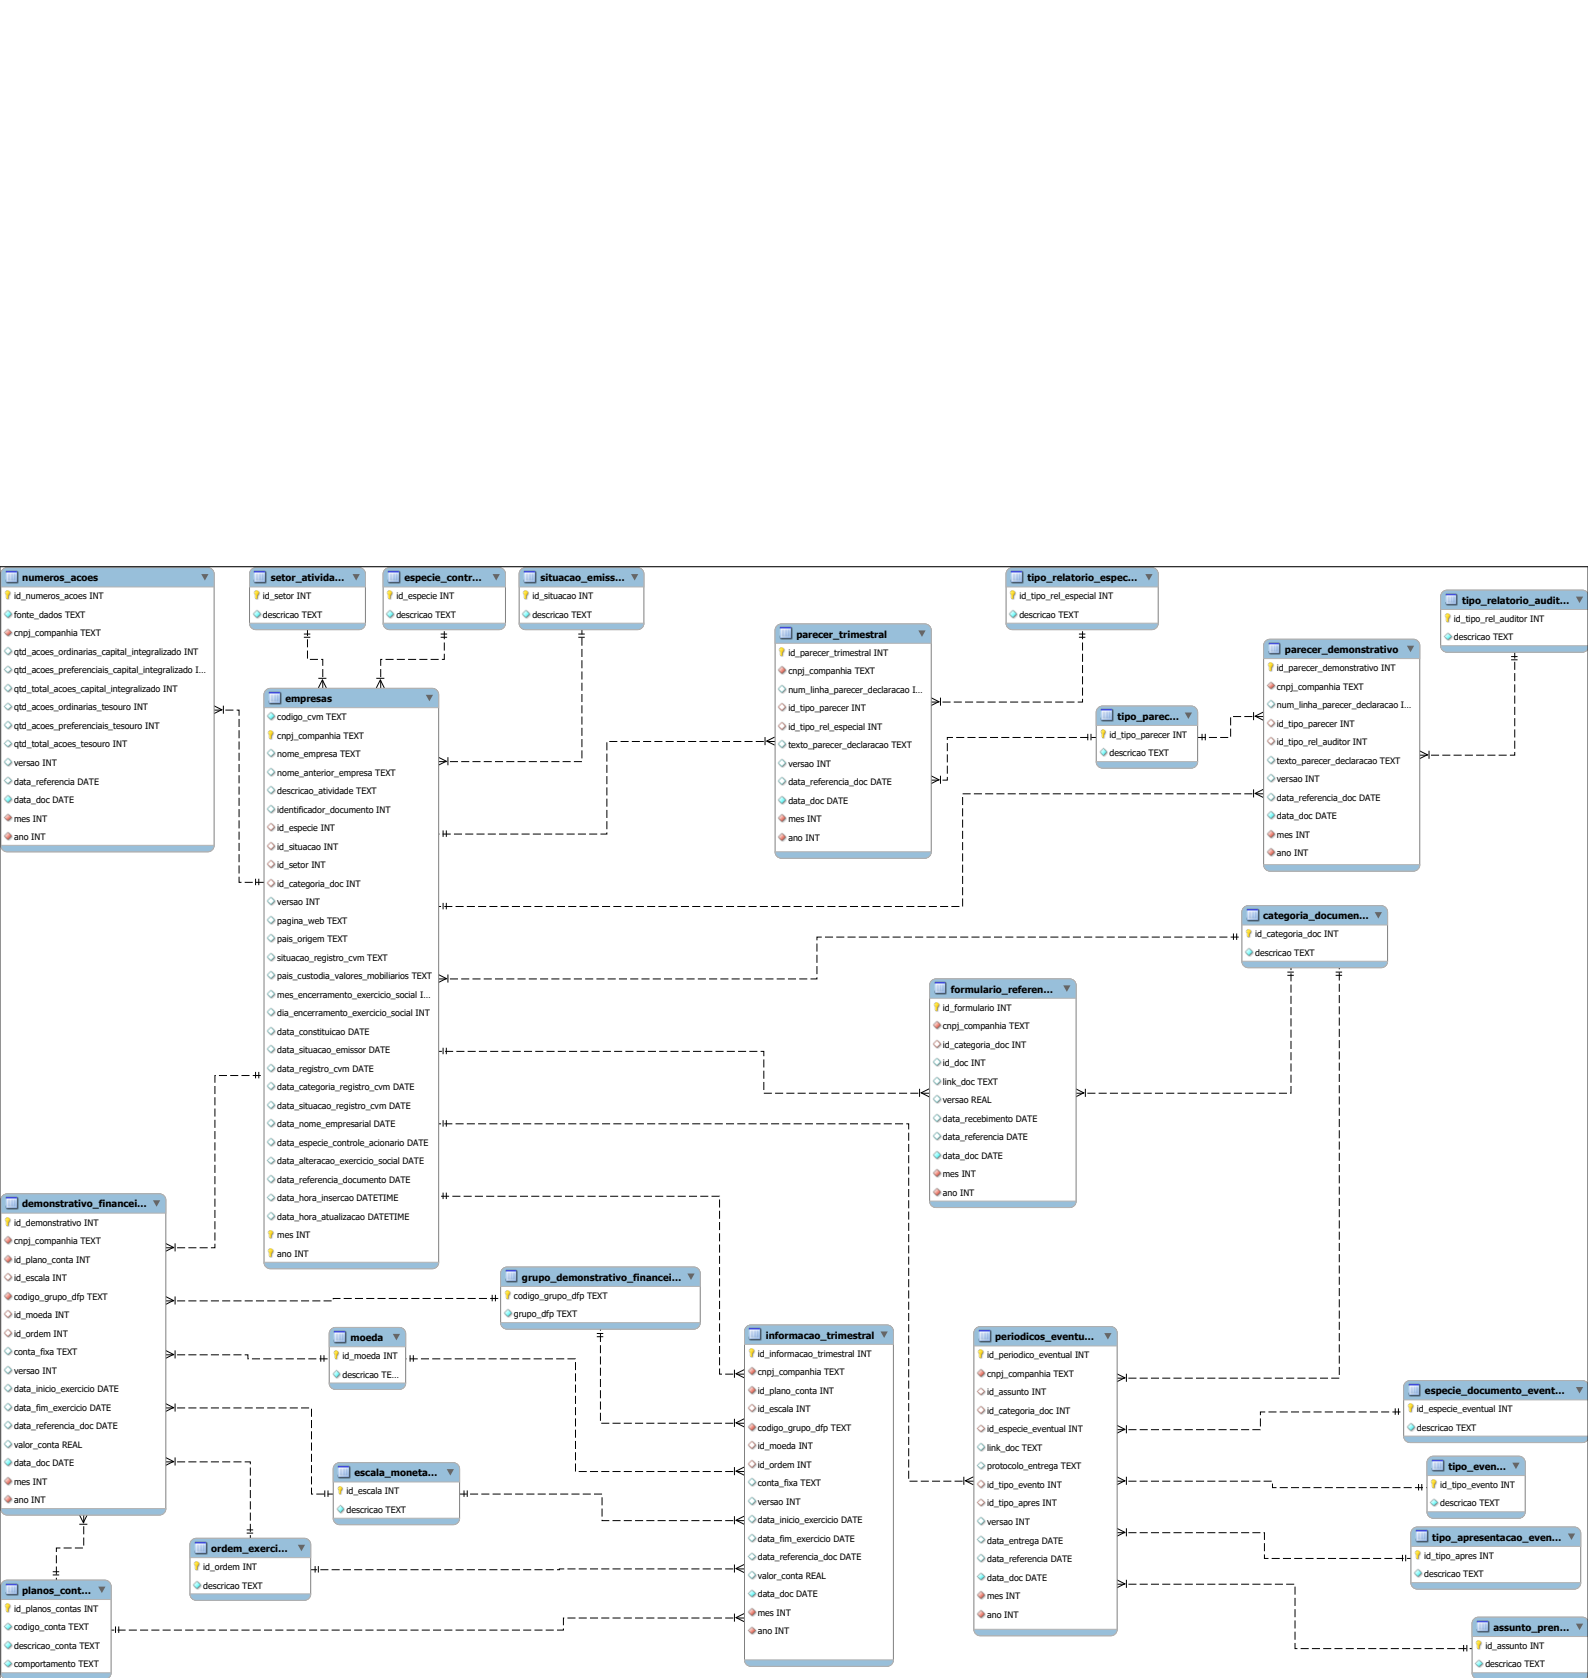 numeros_acoes
id_numeros_acoes INT
fonte_dados TEXT
cnpj_companhia TEXT
qtd_acoes_ordinarias_capital_integralizado INT
qtd_acoes_preferenciais_capital_integralizado I...
qtd_total_acoes_capital_integralizado INT
qtd_acoes_ordinarias_tesouro INT
qtd_acoes_preferenciais_tesouro INT
qtd_total_acoes_tesouro INT
versao INT
data_referencia DATE
data_doc DATE
mes INT
ano INT
setor_ativida...
id_setor INT
descricao TEXT
especie_contr...
id_especie INT
descricao TEXT
situacao_emiss...
id_situacao INT
descricao TEXT
empresas
codigo_cvm TEXT
cnpj_companhia TEXT
nome_empresa TEXT
nome_anterior_empresa TEXT
descricao_atividade TEXT
identificador_documento INT
id_especie INT
id_situacao INT
id_setor INT
id_categoria_doc INT
versao INT
pagina_web TEXT
pais_origem TEXT
situacao_registro_cvm TEXT
pais_custodia_valores_mobiliarios TEXT
mes_encerramento_exercicio_social I...
dia_encerramento_exercicio_social INT
data_constituicao DATE
data_situacao_emissor DATE
data_registro_cvm DATE
data_categoria_registro_cvm DATE
data_situacao_registro_cvm DATE
data_nome_empresarial DATE
data_especie_controle_acionario DATE
data_alteracao_exercicio_social DATE
data_referencia_documento DATE
data_hora_insercao DATETIME
data_hora_atualizacao DATETIME
mes INT
ano INT
parecer_trimestral
id_parecer_trimestral INT
cnpj_companhia TEXT
num_linha_parecer_declaracao I...
id_tipo_parecer INT
id_tipo_rel_especial INT
texto_parecer_declaracao TEXT
versao INT
data_referencia_doc DATE
data_doc DATE
mes INT
ano INT
tipo_relatorio_espec...
id_tipo_rel_especial INT
descricao TEXT
tipo_parec...
id_tipo_parecer INT
descricao TEXT
parecer_demonstrativo
id_parecer_demonstrativo INT
cnpj_companhia TEXT
num_linha_parecer_declaracao I...
id_tipo_parecer INT
id_tipo_rel_auditor INT
texto_parecer_declaracao TEXT
versao INT
data_referencia_doc DATE
data_doc DATE
mes INT
ano INT
tipo_relatorio_audit...
id_tipo_rel_auditor INT
descricao TEXT
categoria_documen...
id_categoria_doc INT
descricao TEXT
formulario_referen...
id_formulario INT
cnpj_companhia TEXT
id_categoria_doc INT
id_doc INT
link_doc TEXT
versao REAL
data_recebimento DATE
data_referencia DATE
data_doc DATE
mes INT
ano INT
demonstrativo_financei...
id_demonstrativo INT
cnpj_companhia TEXT
id_plano_conta INT
id_escala INT
codigo_grupo_dfp TEXT
id_moeda INT
id_ordem INT
conta_fixa TEXT
versao INT
data_inicio_exercicio DATE
data_fim_exercicio DATE
data_referencia_doc DATE
valor_conta REAL
data_doc DATE
mes INT
ano INT
grupo_demonstrativo_financei...
codigo_grupo_dfp TEXT
grupo_dfp TEXT
moeda
id_moeda INT
descricao TE...
escala_moneta...
id_escala INT
descricao TEXT
ordem_exerci...
id_ordem INT
descricao TEXT
planos_cont...
id_planos_contas INT
codigo_conta TEXT
descricao_conta TEXT
comportamento TEXT
informacao_trimestral
id_informacao_trimestral INT
cnpj_companhia TEXT
id_plano_conta INT
id_escala INT
codigo_grupo_dfp TEXT
id_moeda INT
id_ordem INT
conta_fixa TEXT
versao INT
data_inicio_exercicio DATE
data_fim_exercicio DATE
data_referencia_doc DATE
valor_conta REAL
data_doc DATE
mes INT
ano INT
periodicos_eventu...
id_periodico_eventual INT
cnpj_companhia TEXT
id_assunto INT
id_categoria_doc INT
id_especie_eventual INT
link_doc TEXT
protocolo_entrega TEXT
id_tipo_evento INT
id_tipo_apres INT
versao INT
data_entrega DATE
data_referencia DATE
data_doc DATE
mes INT
ano INT
especie_documento_event...
id_especie_eventual INT
descricao TEXT
tipo_even...
id_tipo_evento INT
descricao TEXT
tipo_apresentacao_even...
id_tipo_apres INT
descricao TEXT
assunto_pren...
id_assunto INT
descricao TEXT